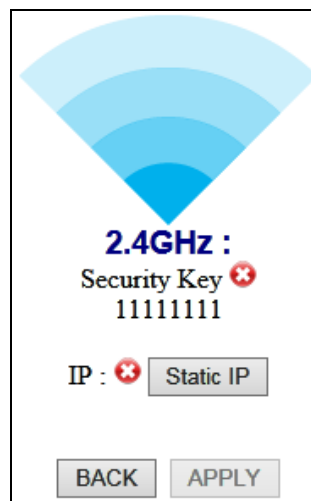 2.4GHz :
Security Key
11111111
IP : Static IP
BACK APPLY